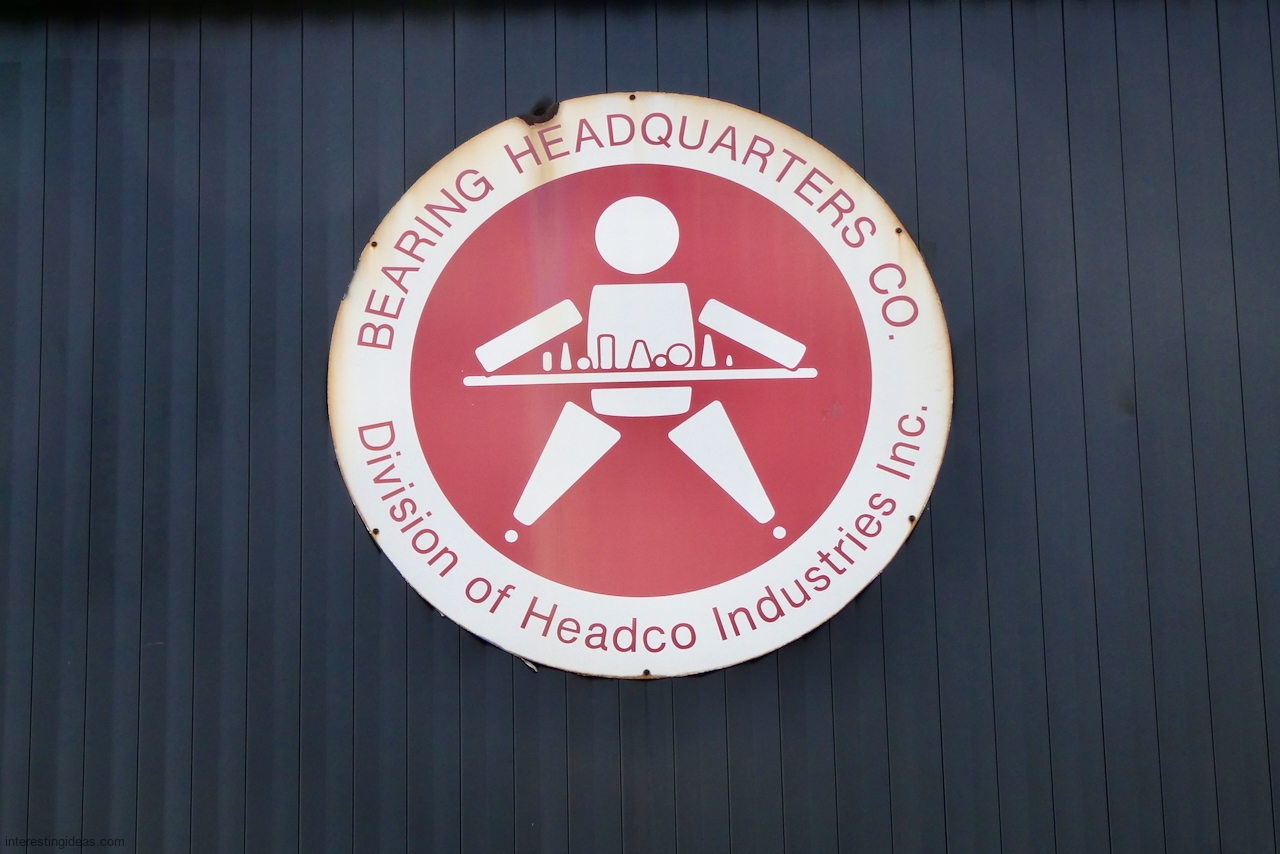 BEARING HEADQUARTERS CO.
Division of Headco Industries Inc.
interestingideas.com